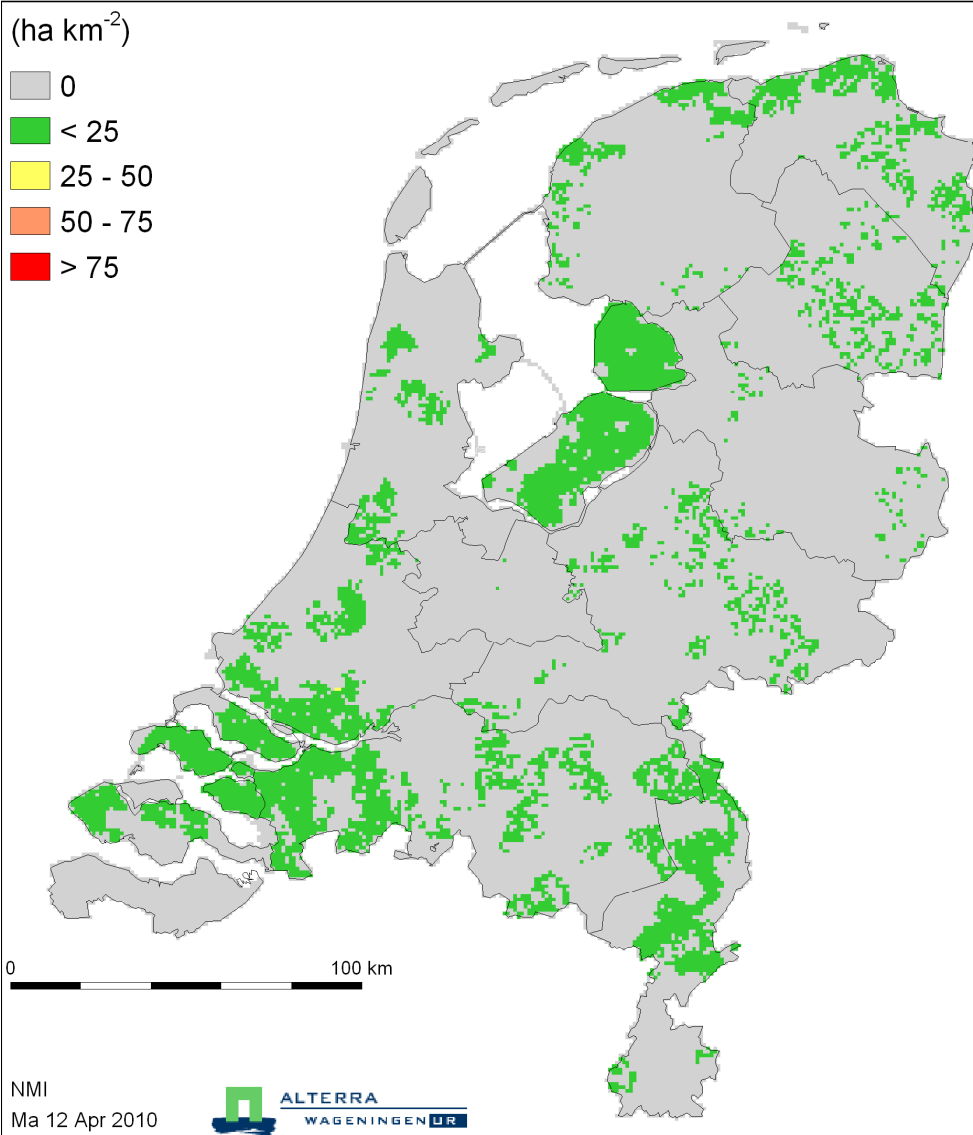 (ha km-2)
0
< 25
25 - 50
50 - 75
> 75
0 100 km
NMI
Ma 12 Apr 2010
ALTERRA
WAGENINGEN UR